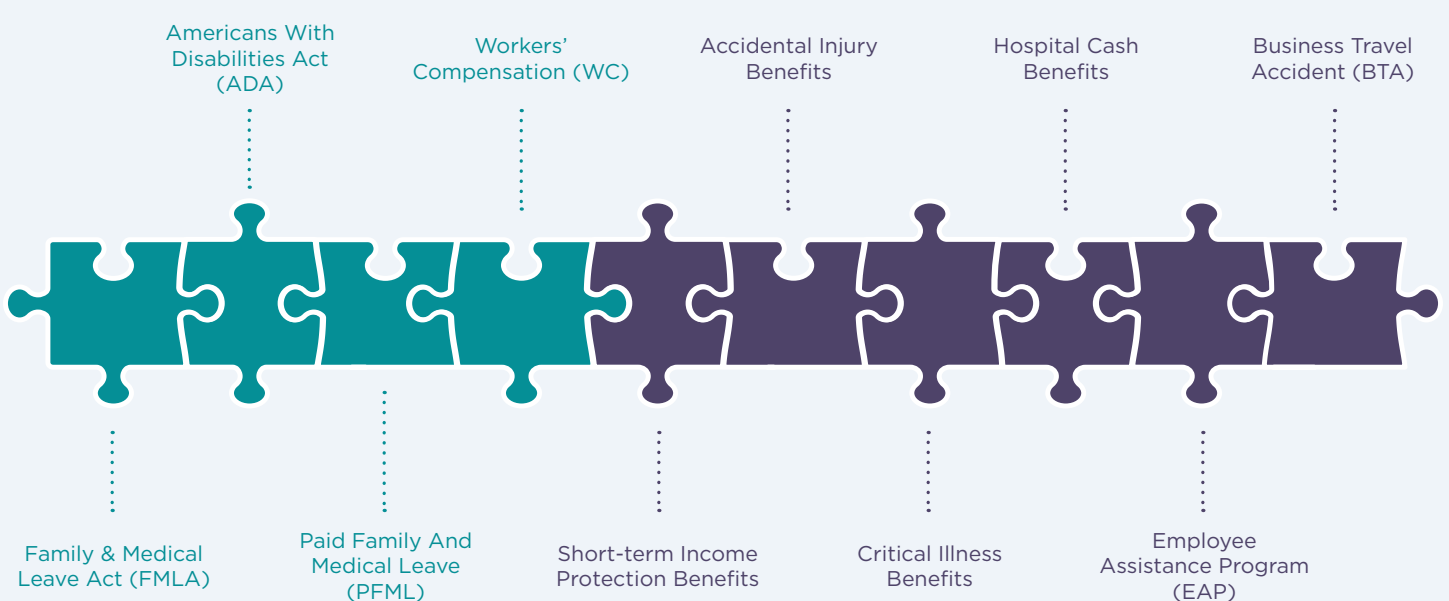 Americans With
Disabilities Act
(ADA)
Workers'
Compensation (WC)
Accidental Injury
Benefits
Hospital Cash
Benefits
Business Travel
Accident (BTA)
Family & Medical
Leave Act (FMLA)
Paid Family And
Medical Leave
(PFML)
Short-term Income
Protection Benefits
Critical Illness
Benefits
Employee
Assistance Program
(EAP)